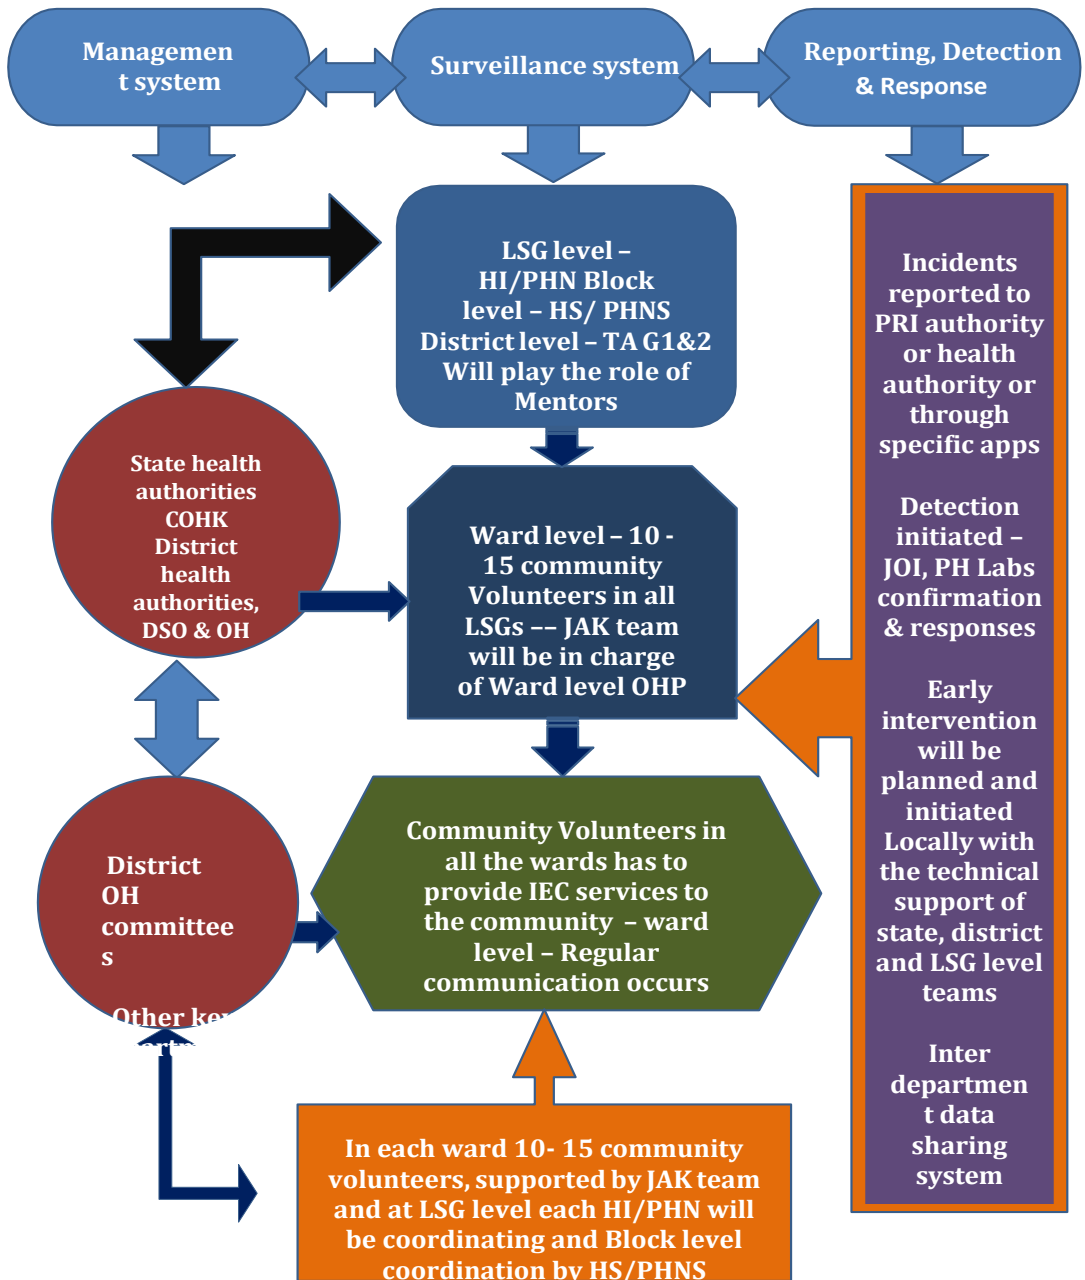 Managemen
t system
Surveillance system
Reporting, Detection
& Response
LSG level –
HI/PHN Block
level – HS/ PHNS
District level – TA G1&2
Will play the role of
Mentors
State health
authorities
COHK
District
health
authorities,
DSO & OH
Ward level – 10 -
15 community
Volunteers in all
LSGs –– JAK team
will be in charge
of Ward level OHP
District
OH
committee
s
Other
Community Volunteers in
all the wards has to
provide IEC services to
the community – ward
level – Regular
communication occurs
In each ward 10- 15 community
volunteers, supported by JAK team
and at LSG level each HI/PHN will
be coordinating and Block level
coordination by HS/PHNS
Incidents
reported to
PRI authority
or health
authority or
through
specific apps
Detection
initiated –
JOI, PH Labs
confirmation
& responses
Early
intervention
will be
planned and
initiated
Locally with
the technical
support of
state, district
and LSG level
teams
Inter
departmen
t data
sharing
system